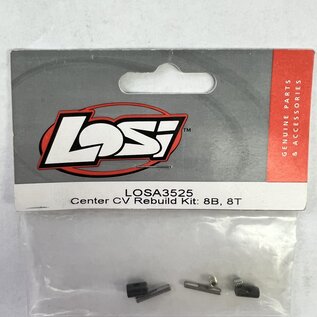 LOSI
GENUINE PARTS
& ACCESSORIES
LOSA3525
Center CV Rebuild Kit: 8B, 8T